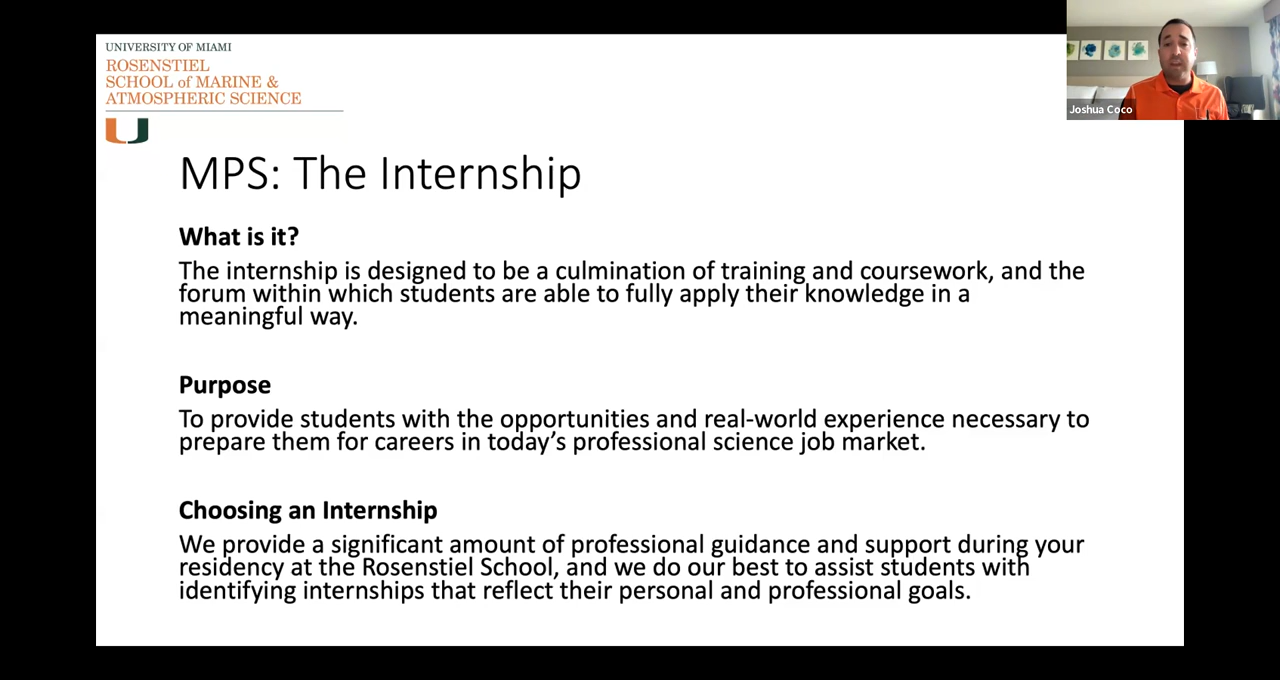 UNIVERSITY OF MIAMI
ROSENSTIEL
SCHOOL of MARINE &
ATMOSPHERIC SCIENCE
Joshua Coco
MPS: The Internship
What is it?
The internship is designed to be a culmination of training and coursework, and the
forum within which students are able to fully apply their knowledge in a
meaningful way.
Purpose
To provide students with the opportunities and real-world experience necessary to
prepare them for careers in today’s professional science job market.
Choosing an Internship
We provide a significant amount of professional guidance and support during your
residency at the Rosenstiel School, and we do our best to assist students with
identifying internships that reflect their personal and professional goals.